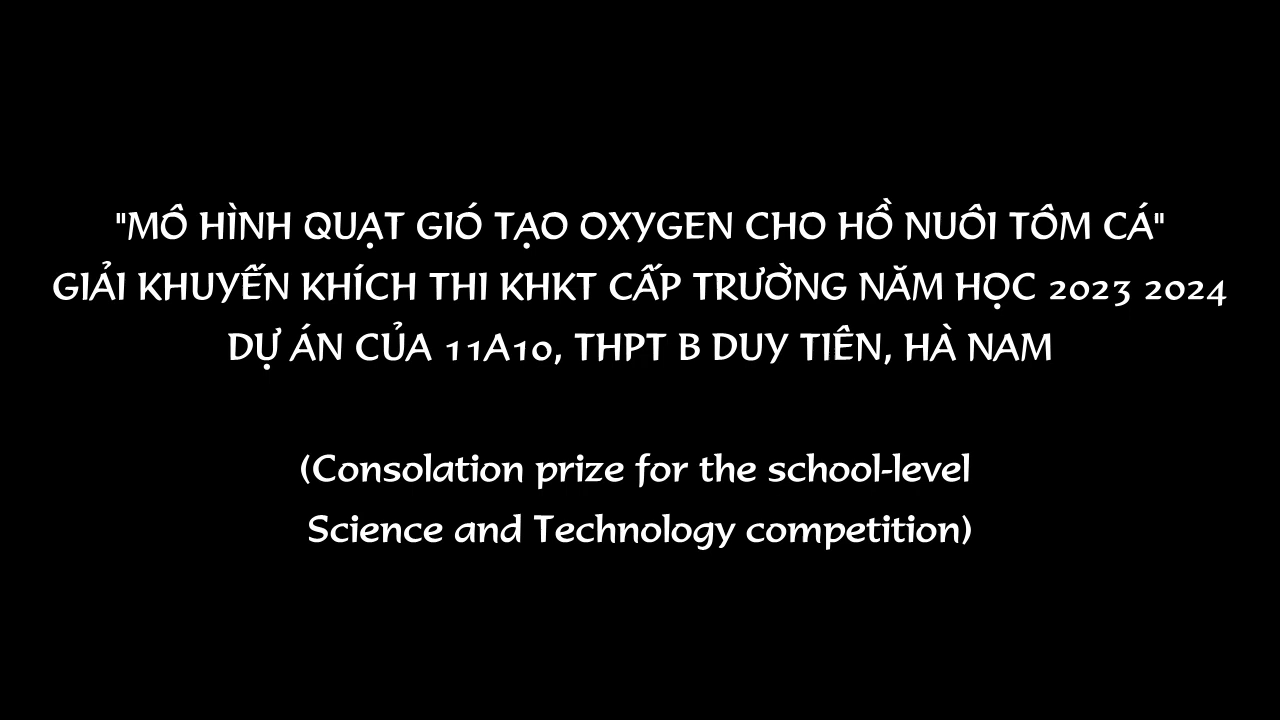 "MÔ HÌNH QUẠT GIÓ TẠO OXYGEN CHO HỒ NUÔI TÔM CÁ"
GIẢI KHUYẾN KHÍCH THI KHKT CẤP TRƯỜNG NĂM HỌC 2023 2024
DỰ ÁN CỦA 11A10, THPT B DUY TIÊN, HÀ NAM
(Consolation prize for the school-level
Science and Technology competition)